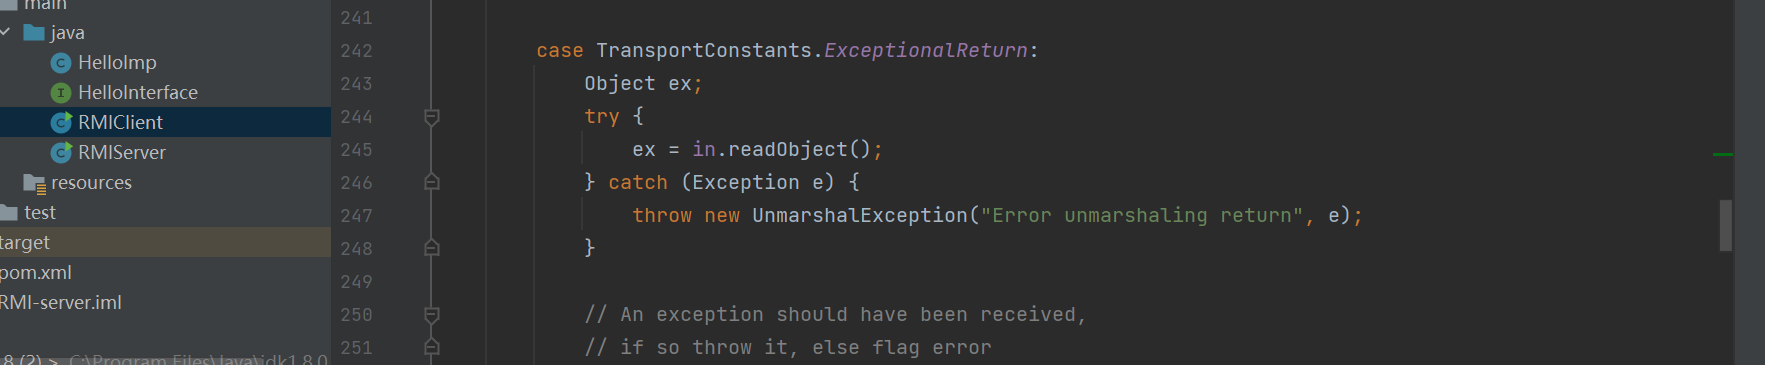 main
java
HelloImp
HelloInterface
RMIClient
RMIServer
resources
test
target
pom.xml
RMI-server.iml
8 (2) > C:\Program Files\Java\jdk1.8.0
241
242 case TransportConstants.ExceptionalReturn:
243 Object ex;
244 try {
245 ex = in.readObject();
246 } catch (Exception e) {
247 throw new UnmarshalException("Error unmarshaling return", e);
248 }
249
250 // An exception should have been received,
251 // if so throw it, else flag error